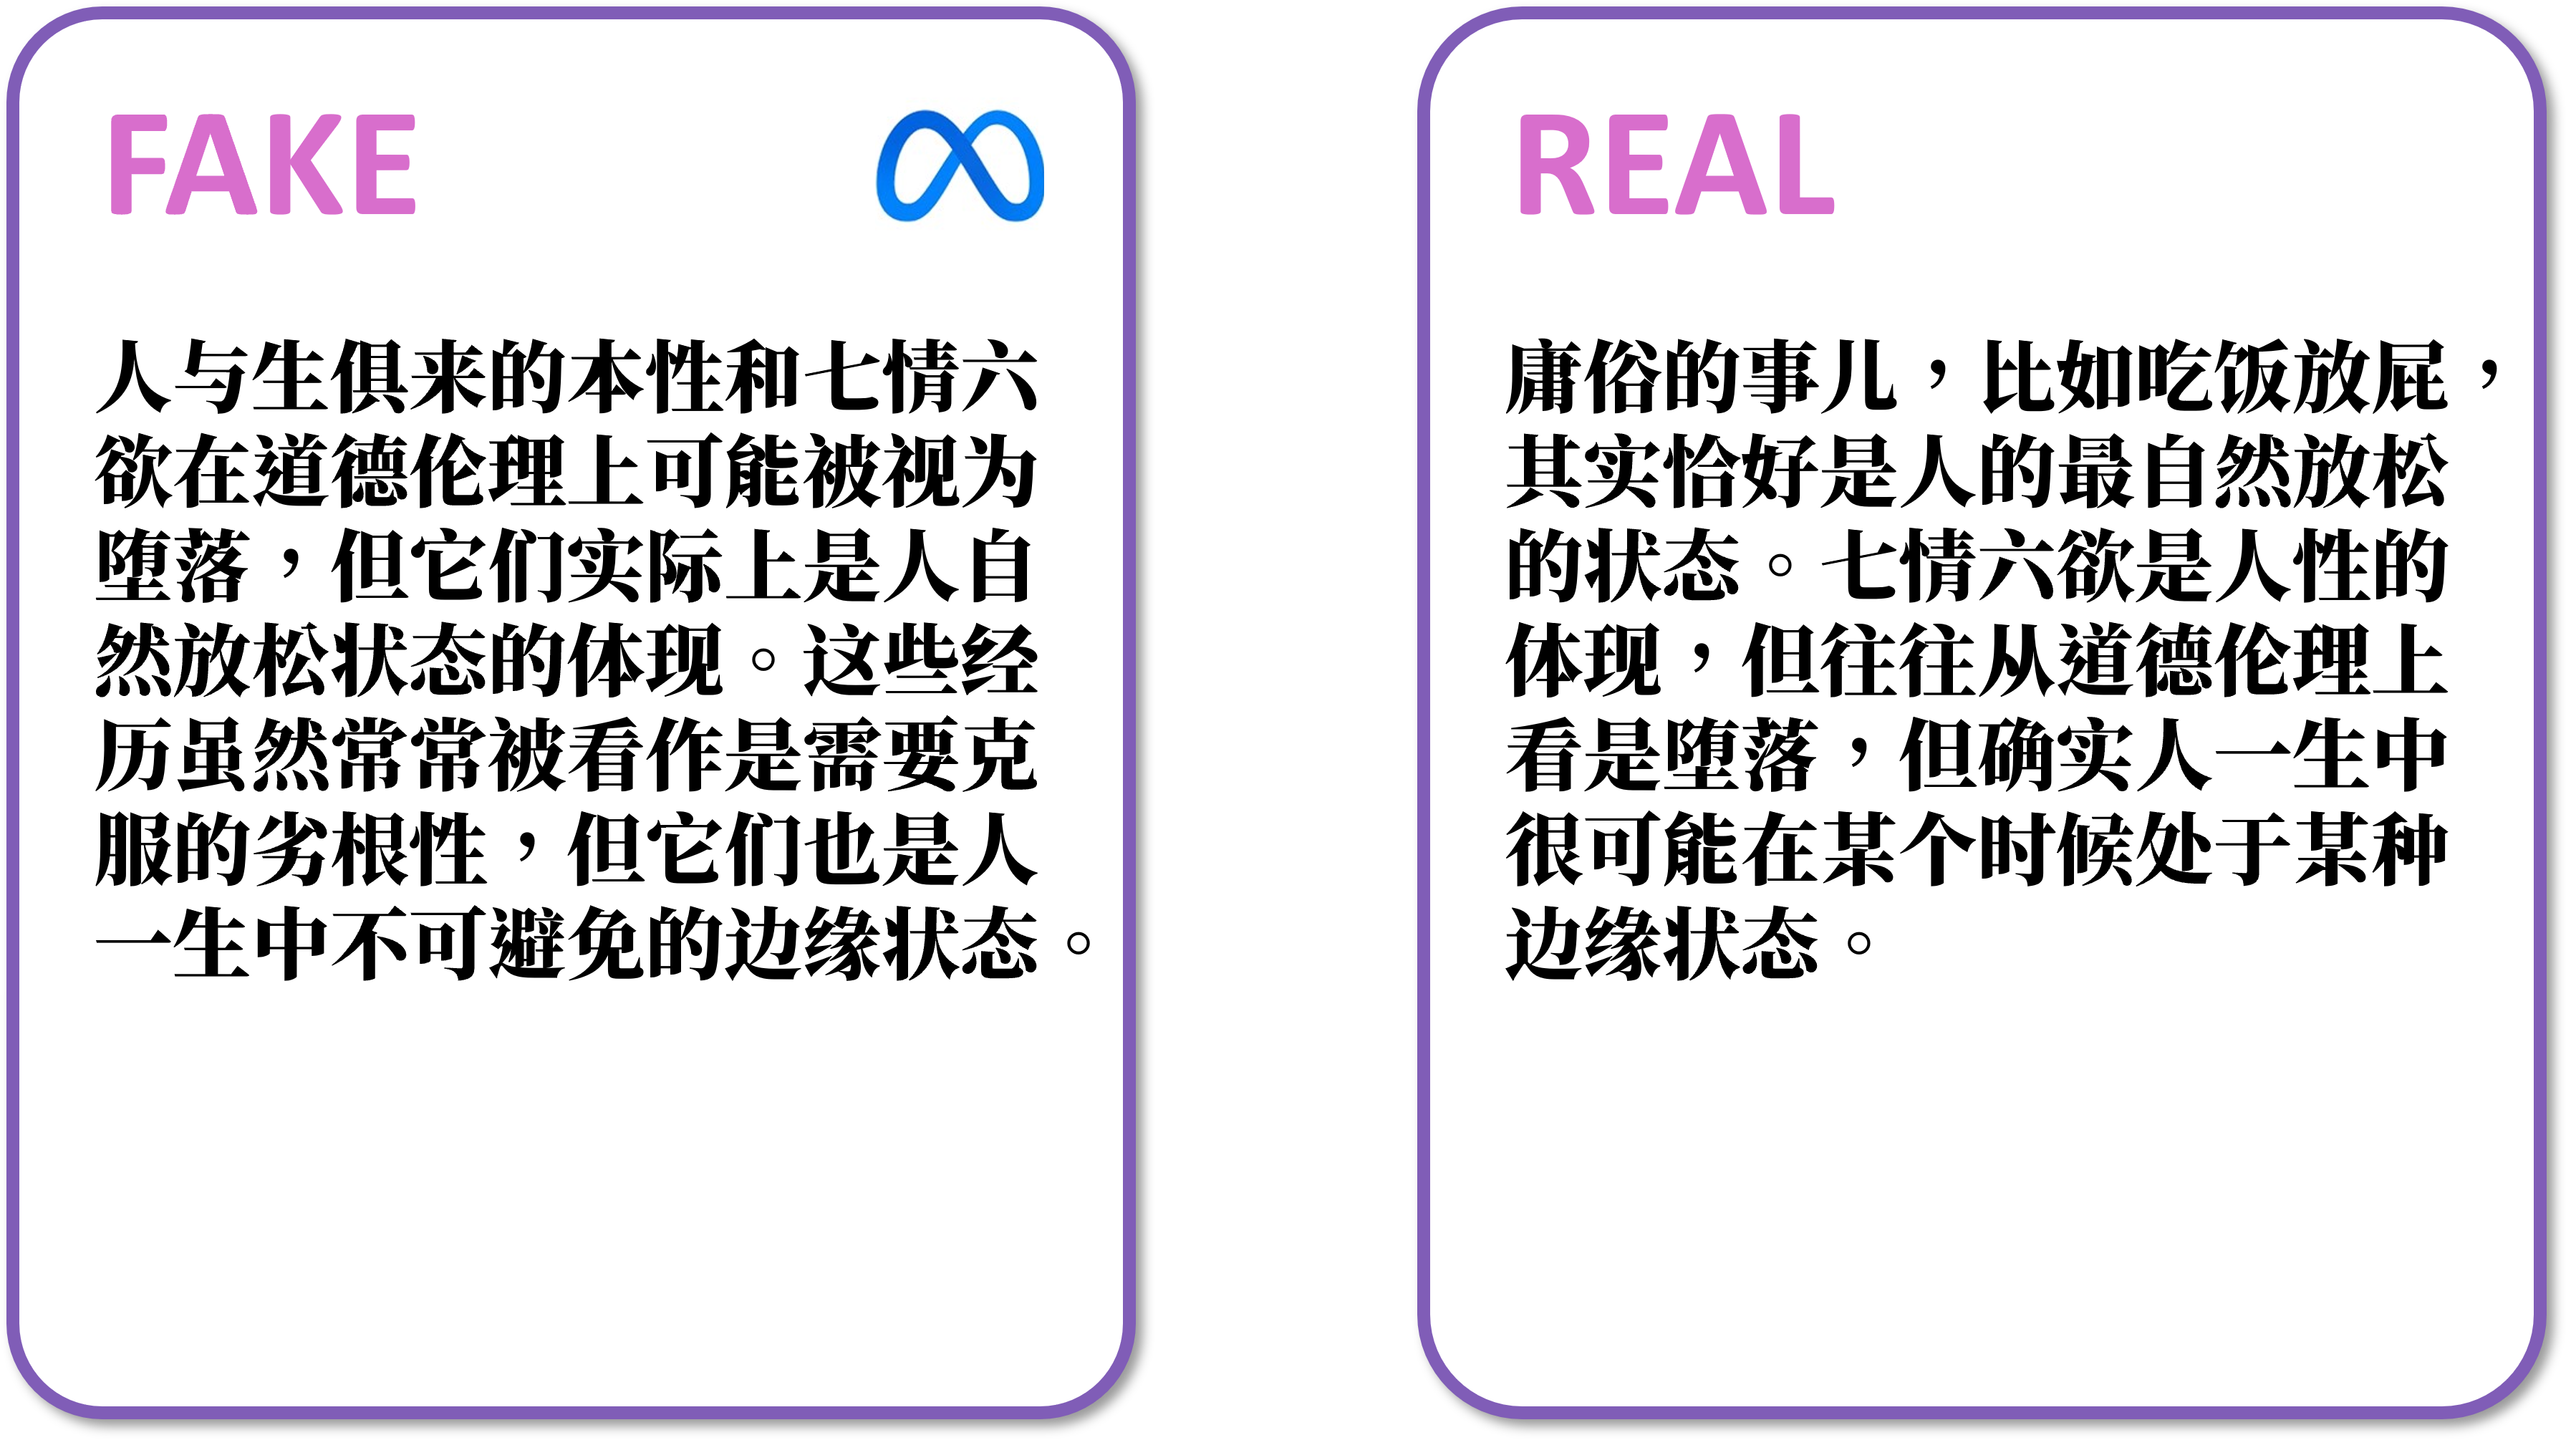 FAKE
人与生俱来的本性和七情六
欲在道德伦理上可能被视为
堕落，但它们实际上是人自
然放松状态的体现。这些经
历虽然常常被看作是需要克
服的劣根性，但它们也是人
一生中不可避免的边缘状态。
REAL
庸俗的事儿，比如吃饭放屁，
其实恰好是人的最自然放松
的状态。七情六欲是人性的
体现，但往往从道德伦理上
看是堕落，但确实人一生中
很可能在某个时候处于某种
边缘状态。